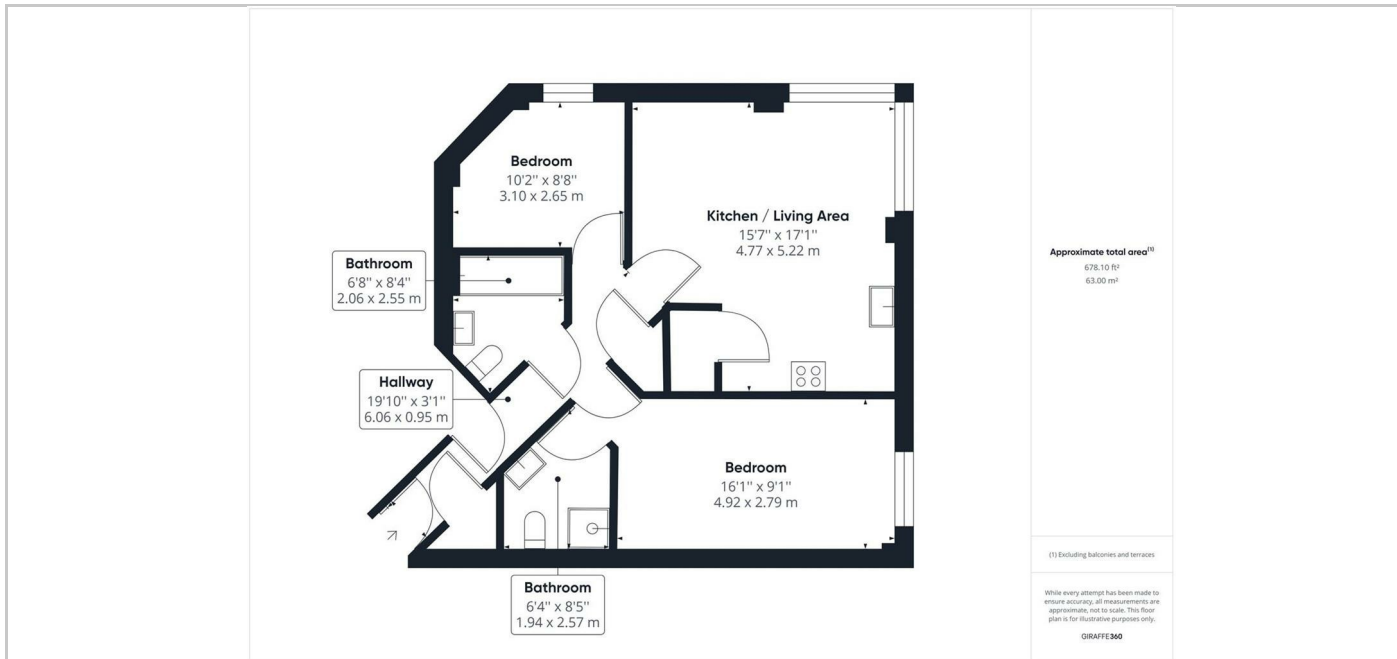 Bedroom
10'2" x 8'8"
3.10 x 2.65 m
Kitchen / Living Area
15'7" x 17'1"
4.77 x 5.22 m
Bathroom
6'8" x 8'4"
2.06 x 2.55 m
Hallway
19'10" x 3'1"
6.06 x 0.95 m
Bedroom
16'1" x 9'1"
4.92 x 2.79 m
Bathroom
6'4" x 8'5"
1.94 x 2.57 m
Approximate total area(1)
678.10 ft²
63.00 m²
(1) Excluding balconies and terraces
While every attempt has been made to
ensure accuracy, all measurements are
approximate, not to scale. This floor
plan is for illustrative purposes only.
GIRAFFE360